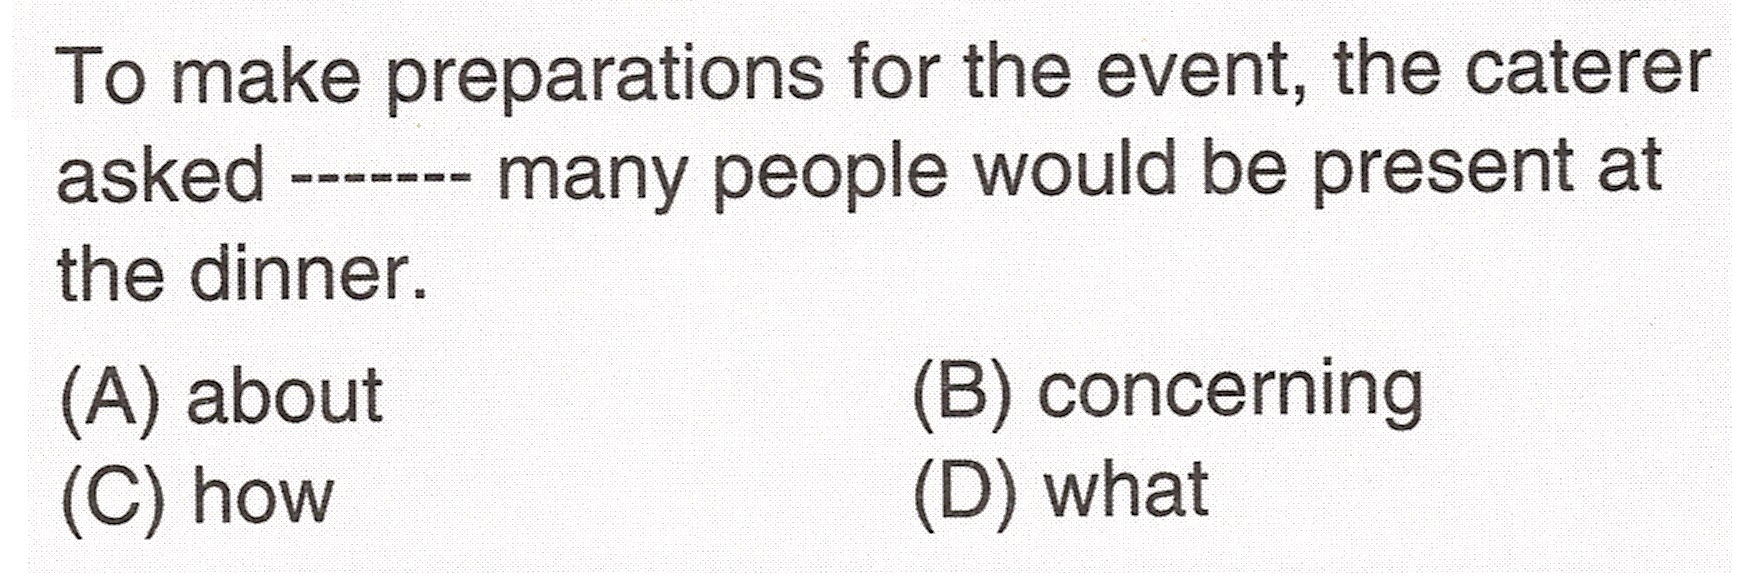 To make preparations for the event, the caterer
asked ------- many people would be present at
the dinner.
(A) about (B) concerning
(C) how (D) what